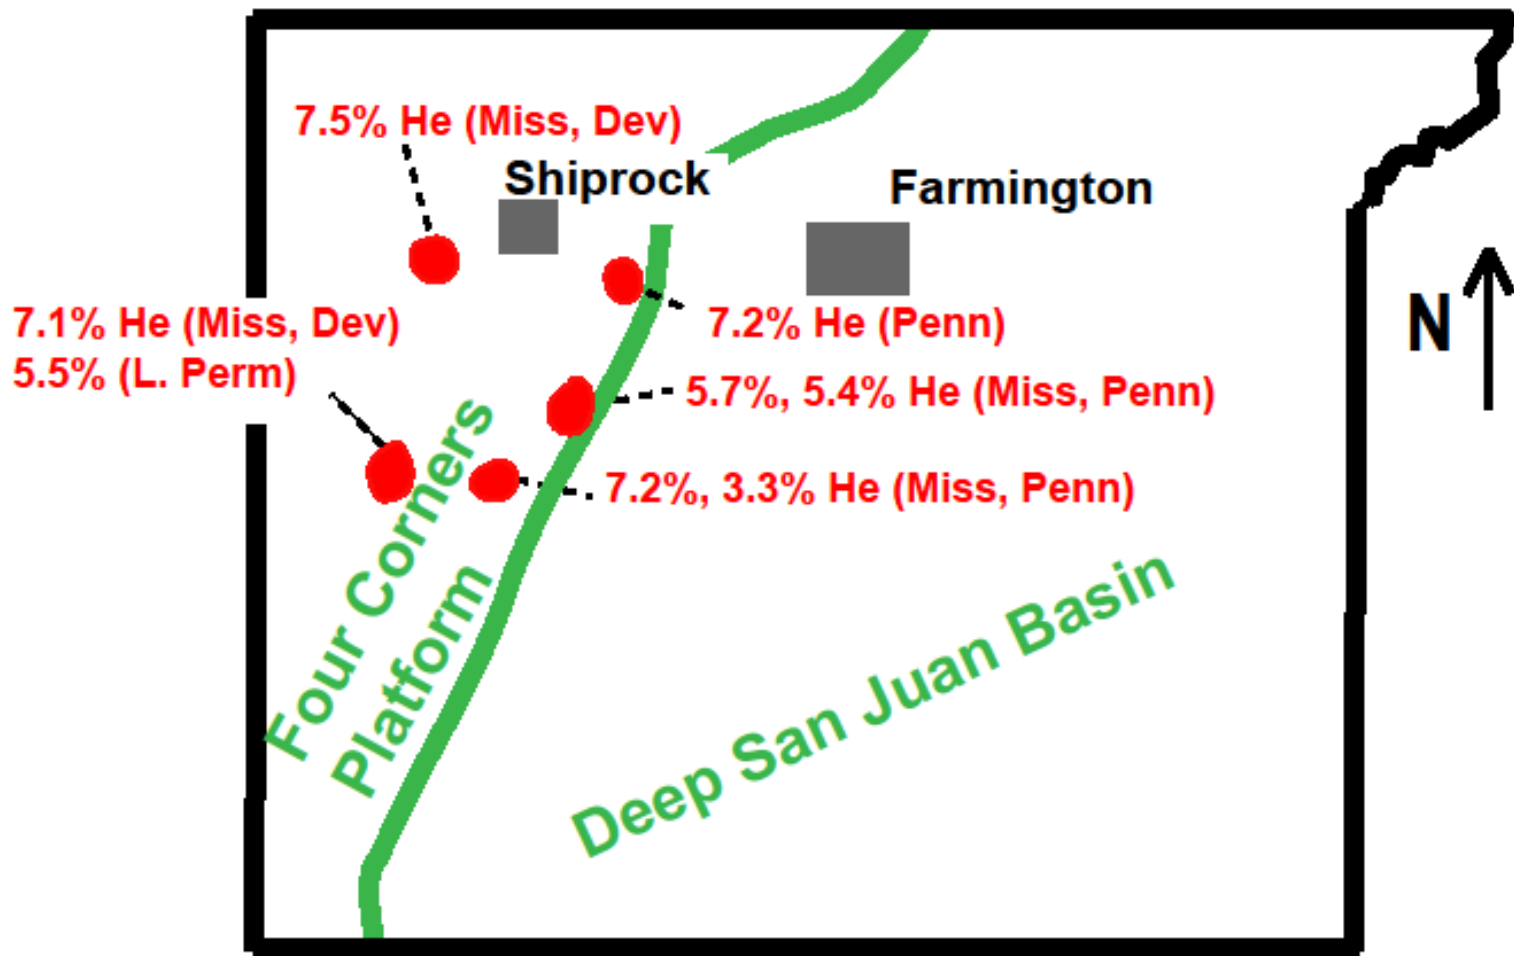 7.5% He (Miss, Dev)
Shiprock
Farmington
7.1% He (Miss, Dev)
5.5% (L. Perm)
7.2% He (Penn)
N
5.7%, 5.4% He (Miss, Penn)
7.2%, 3.3% He (Miss, Penn)
Four Corners
Platform
Deep San Juan Basin